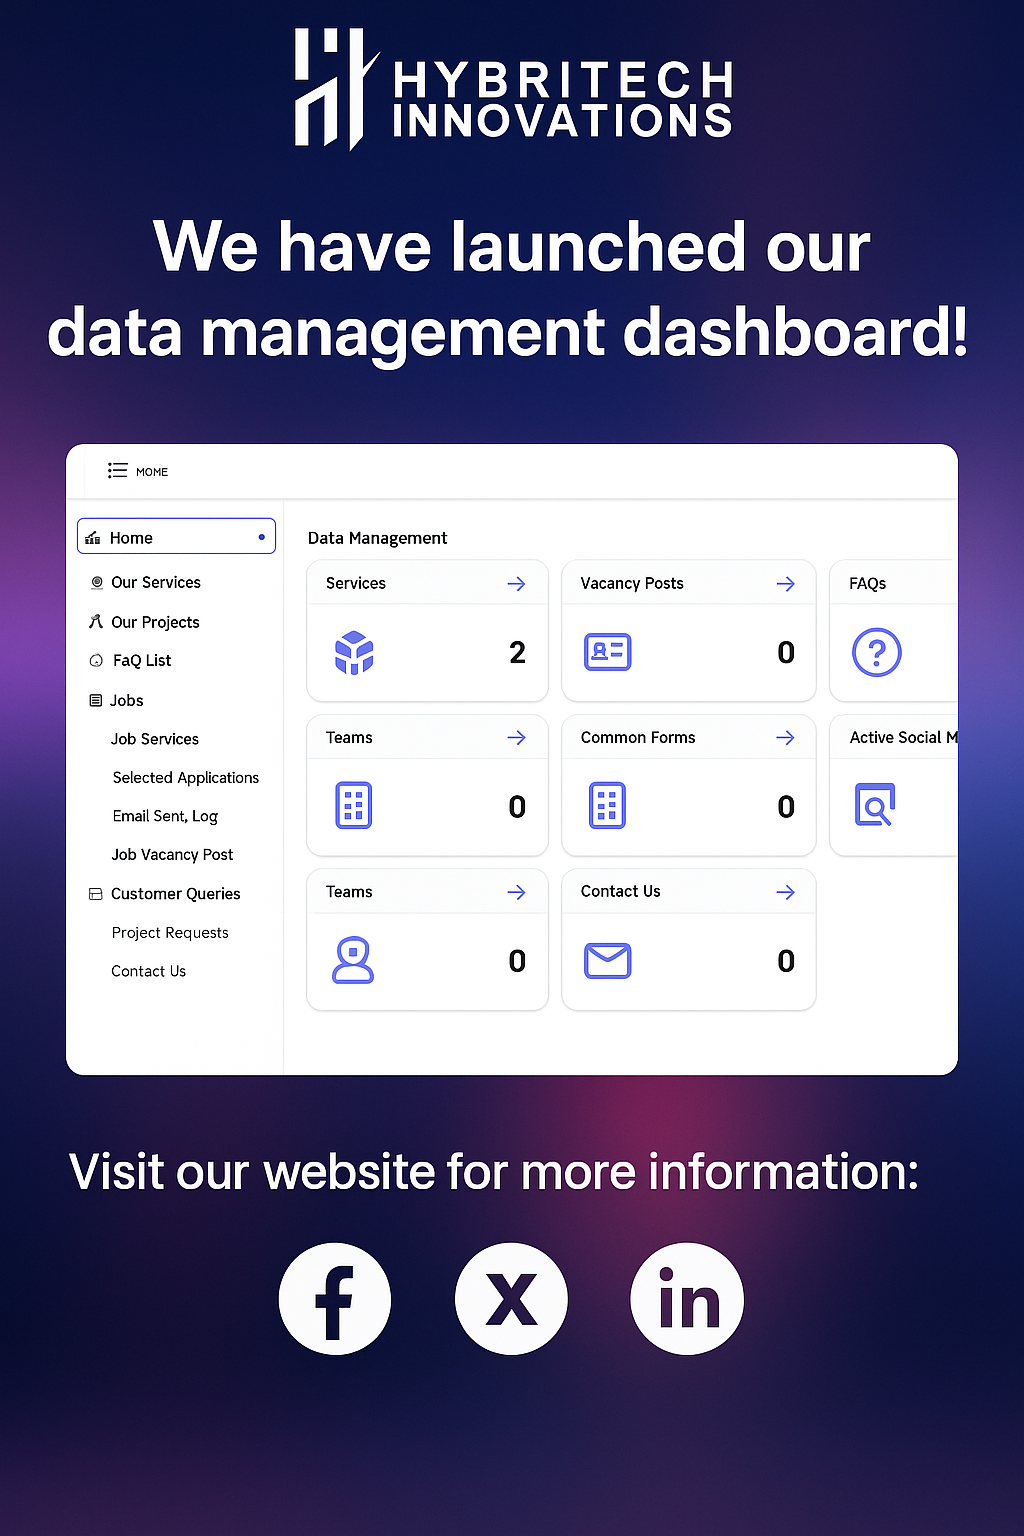 HYBRITECH
INNOVATIONS
We have launched our
data management dashboard!
MOME
Home
Our Services
Our Projects
FaQ List
Jobs
Job Services
Selected Applications
Email Sent, Log
Job Vacancy Post
Customer Queries
Project Requests
Contact Us
Data Management
Services
2
Vacancy Posts
0
FAQs
Teams
0
Common Forms
0
Active Social M
Teams
0
Contact Us
0
Visit our website for more information:
f
X
in